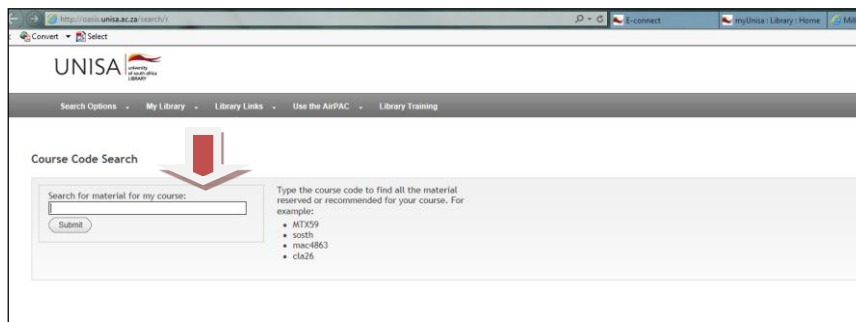 http://oasis.unisa.ac.za/search/r
E-connect
myUnisa : Library : Home
Mill
Convert Select
UNISA university of south africa LIBRARY
Search Options My Library Library Links Use the AirPAC Library Training
Course Code Search
Search for material for my course:
Submit
Type the course code to find all the material
reserved or recommended for your course. For
example:
• MTX59
• sosth
• mac4863
• cla26